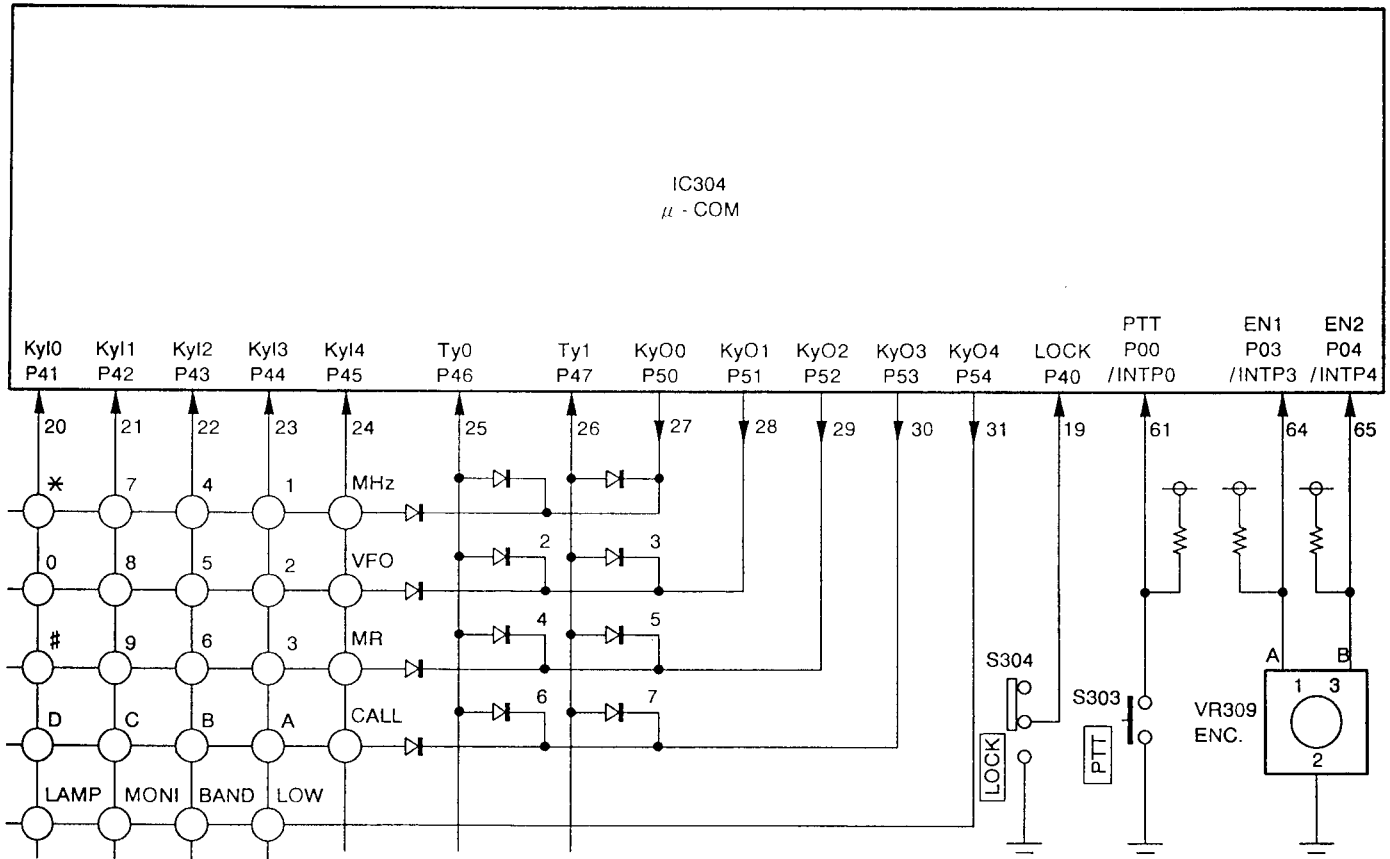 IC304
μ - COM
PTT EN1 EN2
KyI0 KyI1 KyI2 KyI3 KyI4 Ty0 Ty1 KyO0 KyO1 KyO2 KyO3 KyO4 LOCK P00 P03 P04
P41 P42 P43 P44 P45 P46 P47 P50 P51 P52 P53 P54 P40 /INTP0 /INTP3 /INTP4
20 21 22 23 24 25 26 27 28 29 30 31 19 61 64 65
* 7 4 1 MHz
0 8 5 2 VFO 2 3
# 9 6 3 MR 4 5
D C B A CALL 6 7
LAMP MONI BAND LOW
S304
LOCK
S303
PTT
A B
1 3
VR309
ENC.
2